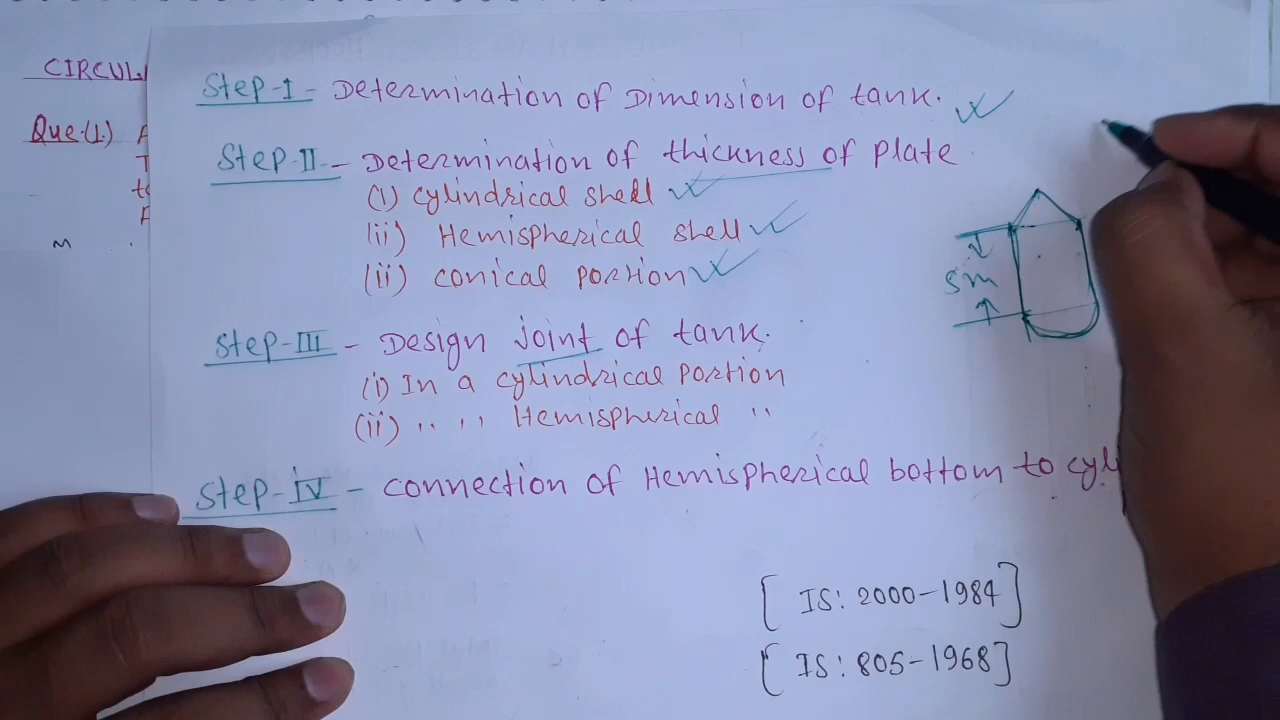 CIRCUL
Que.(1.) A
T
to
A
m
Step-I - Determination of Dimension of tank.
Step-II - Determination of thickness of plate
(i) cylindrical shell
(ii) Hemispherical shell
(ii) conical portion
5m
Step-III - Design joint of tank.
(i) In a cylindrical portion
(ii) " " Hemispherical "
Step-IV - connection of Hemispherical bottom to cyl
[IS: 2000-1984]
[IS: 805-1968]